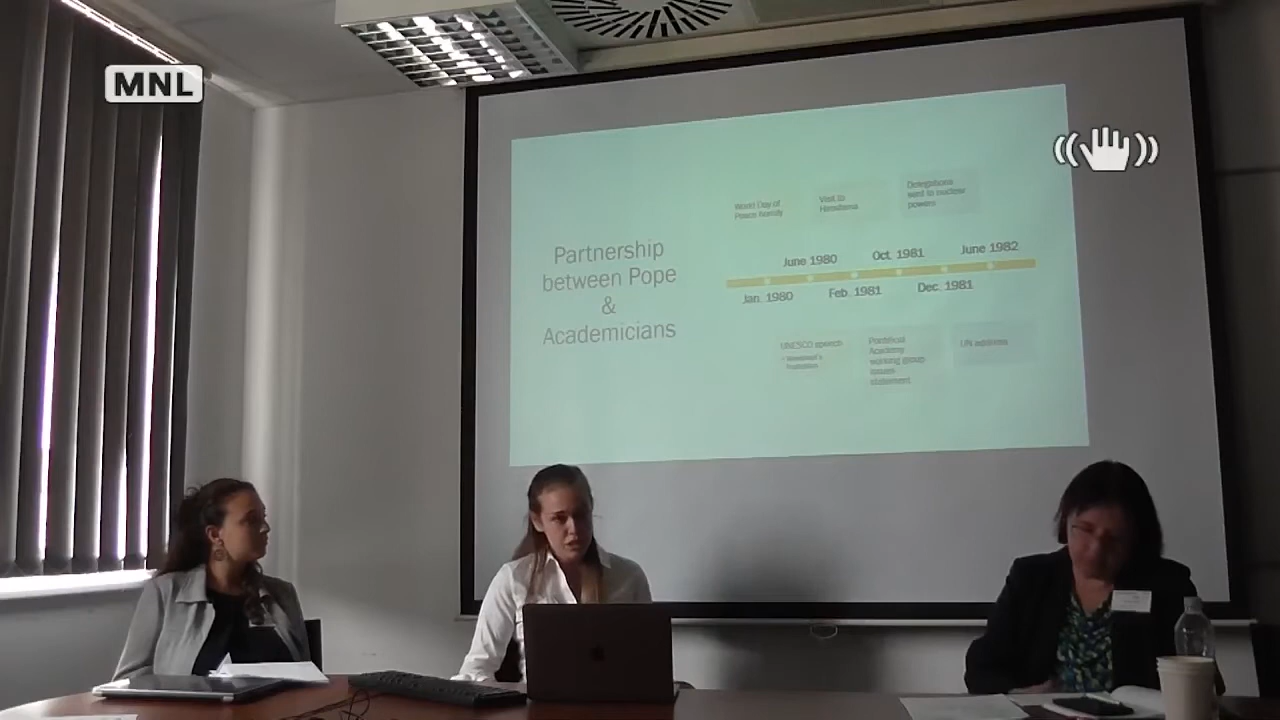 MNL
Partnership
between Pope
&
Academicians
World Day of
Peace homily
Visit to
Hiroshima
Delegations
went to nuclear
powers
June 1980
Oct. 1981
June 1982
Jan. 1980
Feb. 1981
Dec. 1981
UNESCO speech
Pontifical
Academy
working group
issues
statement
UN address